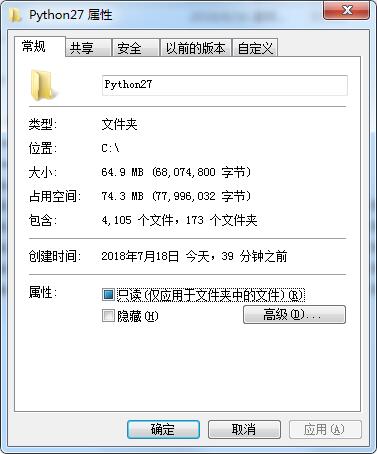 Python27 属性
常规 共享 安全 以前的版本 自定义
Python27
类型: 文件夹
位置: C:\
大小: 64.9 MB (68,074,800 字节)
占用空间: 74.3 MB (77,996,032 字节)
包含: 4,105 个文件，173 个文件夹
创建时间: 2018年7月18日 今天，39 分钟之前
属性: 只读(仅应用于文件夹中的文件)(R)
隐藏(H) 高级(D)...
确定 取消 应用(A)